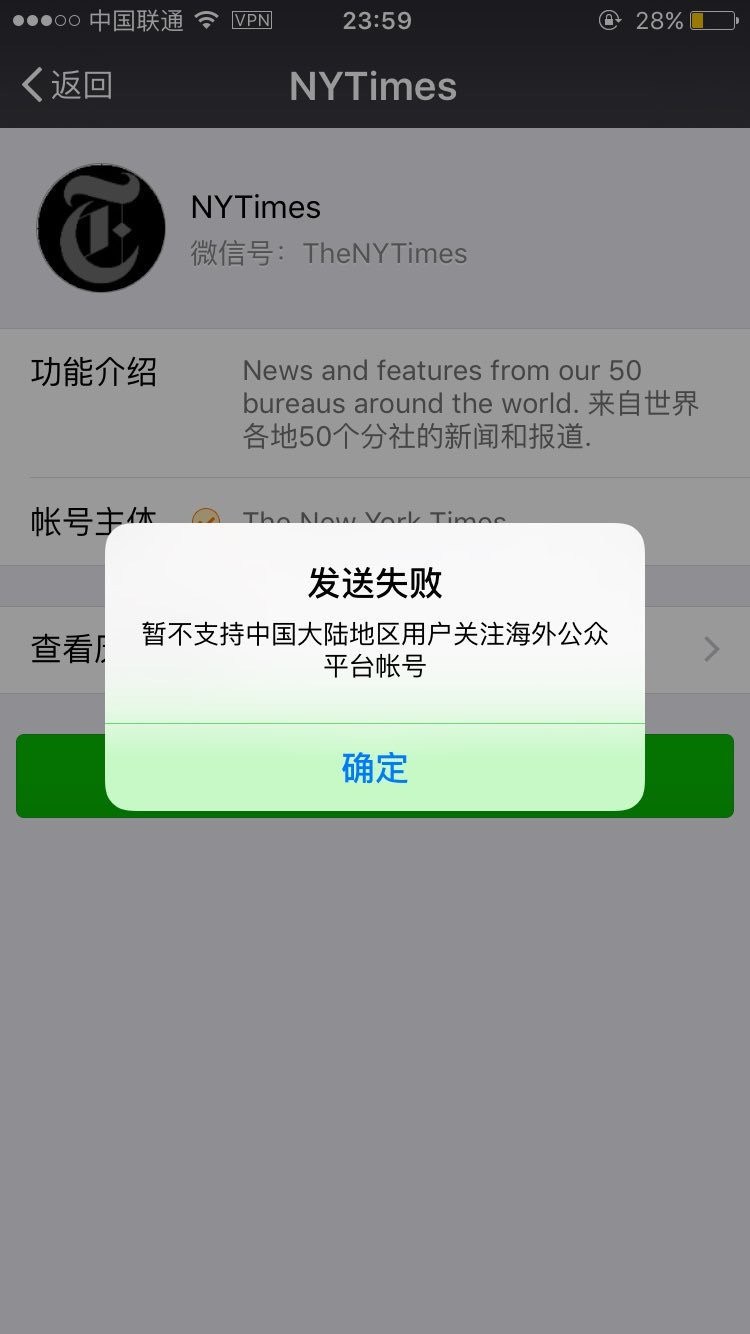 中国联通 VPN 23:59 28%
返回 NYTimes
NYTimes
微信号：TheNYTimes
功能介绍 News and features from our 50
bureaus around the world. 来自世界
各地50个分社的新闻和报道.
帐号主体 The New York Times
发送失败
暂不支持中国大陆地区用户关注海外公众
平台帐号
查看
确定